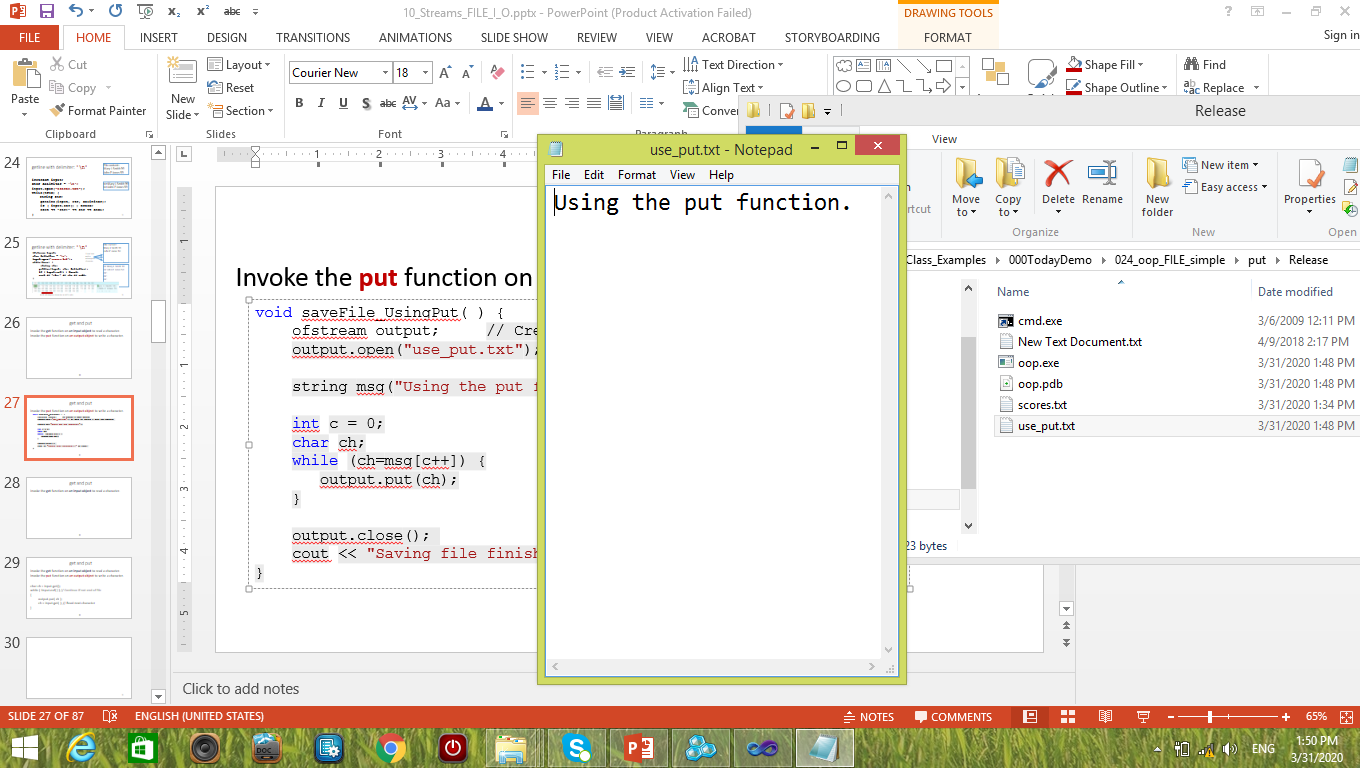 10_Streams_FILE_I_O.pptx - PowerPoint (Product Activation Failed)
DRAWING TOOLS
FILE HOME INSERT DESIGN TRANSITIONS ANIMATIONS SLIDE SHOW REVIEW VIEW ACROBAT STORYBOARDING FORMAT
Sign in
Paste
Cut
Copy
Format Painter
Clipboard
New Slide
Layout
Reset
Section
Slides
Courier New 18
Font
Text Direction
Align Text
Paragraph
Shape Fill
Shape Outline
Find
Replace
Release
View
Move to
Copy to
Delete
Rename
Organize
New folder
New item
Easy access
New
Properties
Open
Class_Examples 000TodayDemo 024_oop_FILE_simple put Release
Name Date modified
cmd.exe 3/6/2009 12:11 PM
New Text Document.txt 4/9/2018 2:17 PM
oop.exe 3/31/2020 1:48 PM
oop.pdb 3/31/2020 1:48 PM
scores.txt 3/31/2020 1:34 PM
use_put.txt 3/31/2020 1:48 PM
23 bytes
use_put.txt - Notepad
File Edit Format View Help
Using the put function.
24
25
26
27
28
29
30
Invoke the put function on
void saveFile_UsingPut( ) {
ofstream output; // Cre
output.open("use_put.txt");
string msg("Using the put f
int c = 0;
char ch;
while (ch=msg[c++]) {
output.put(ch);
}
output.close();
cout << "Saving file finish
}
Click to add notes
SLIDE 27 OF 87 ENGLISH (UNITED STATES) NOTES COMMENTS 65%
ENG
1:50 PM
3/31/2020